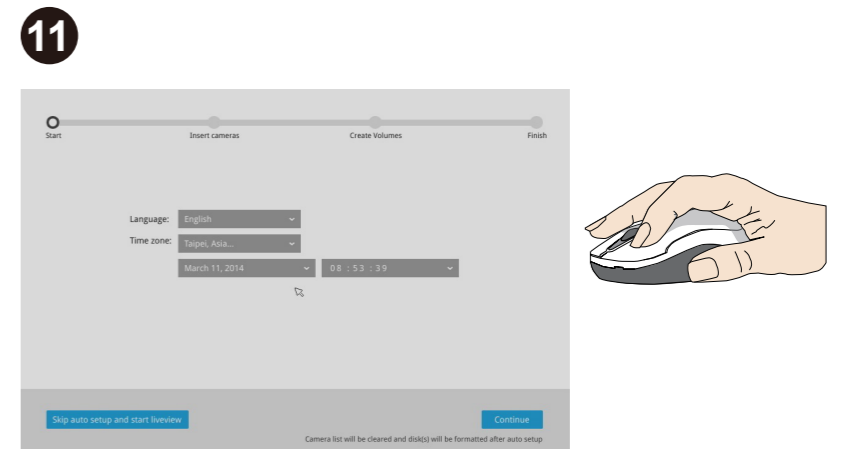 11
Start Insert cameras Create Volumes Finish
Language: English
Time zone: Taipei, Asia...
March 11, 2014 08 : 53 : 39
Skip auto setup and start liveview Continue
Camera list will be cleared and disk(s) will be formatted after auto setup